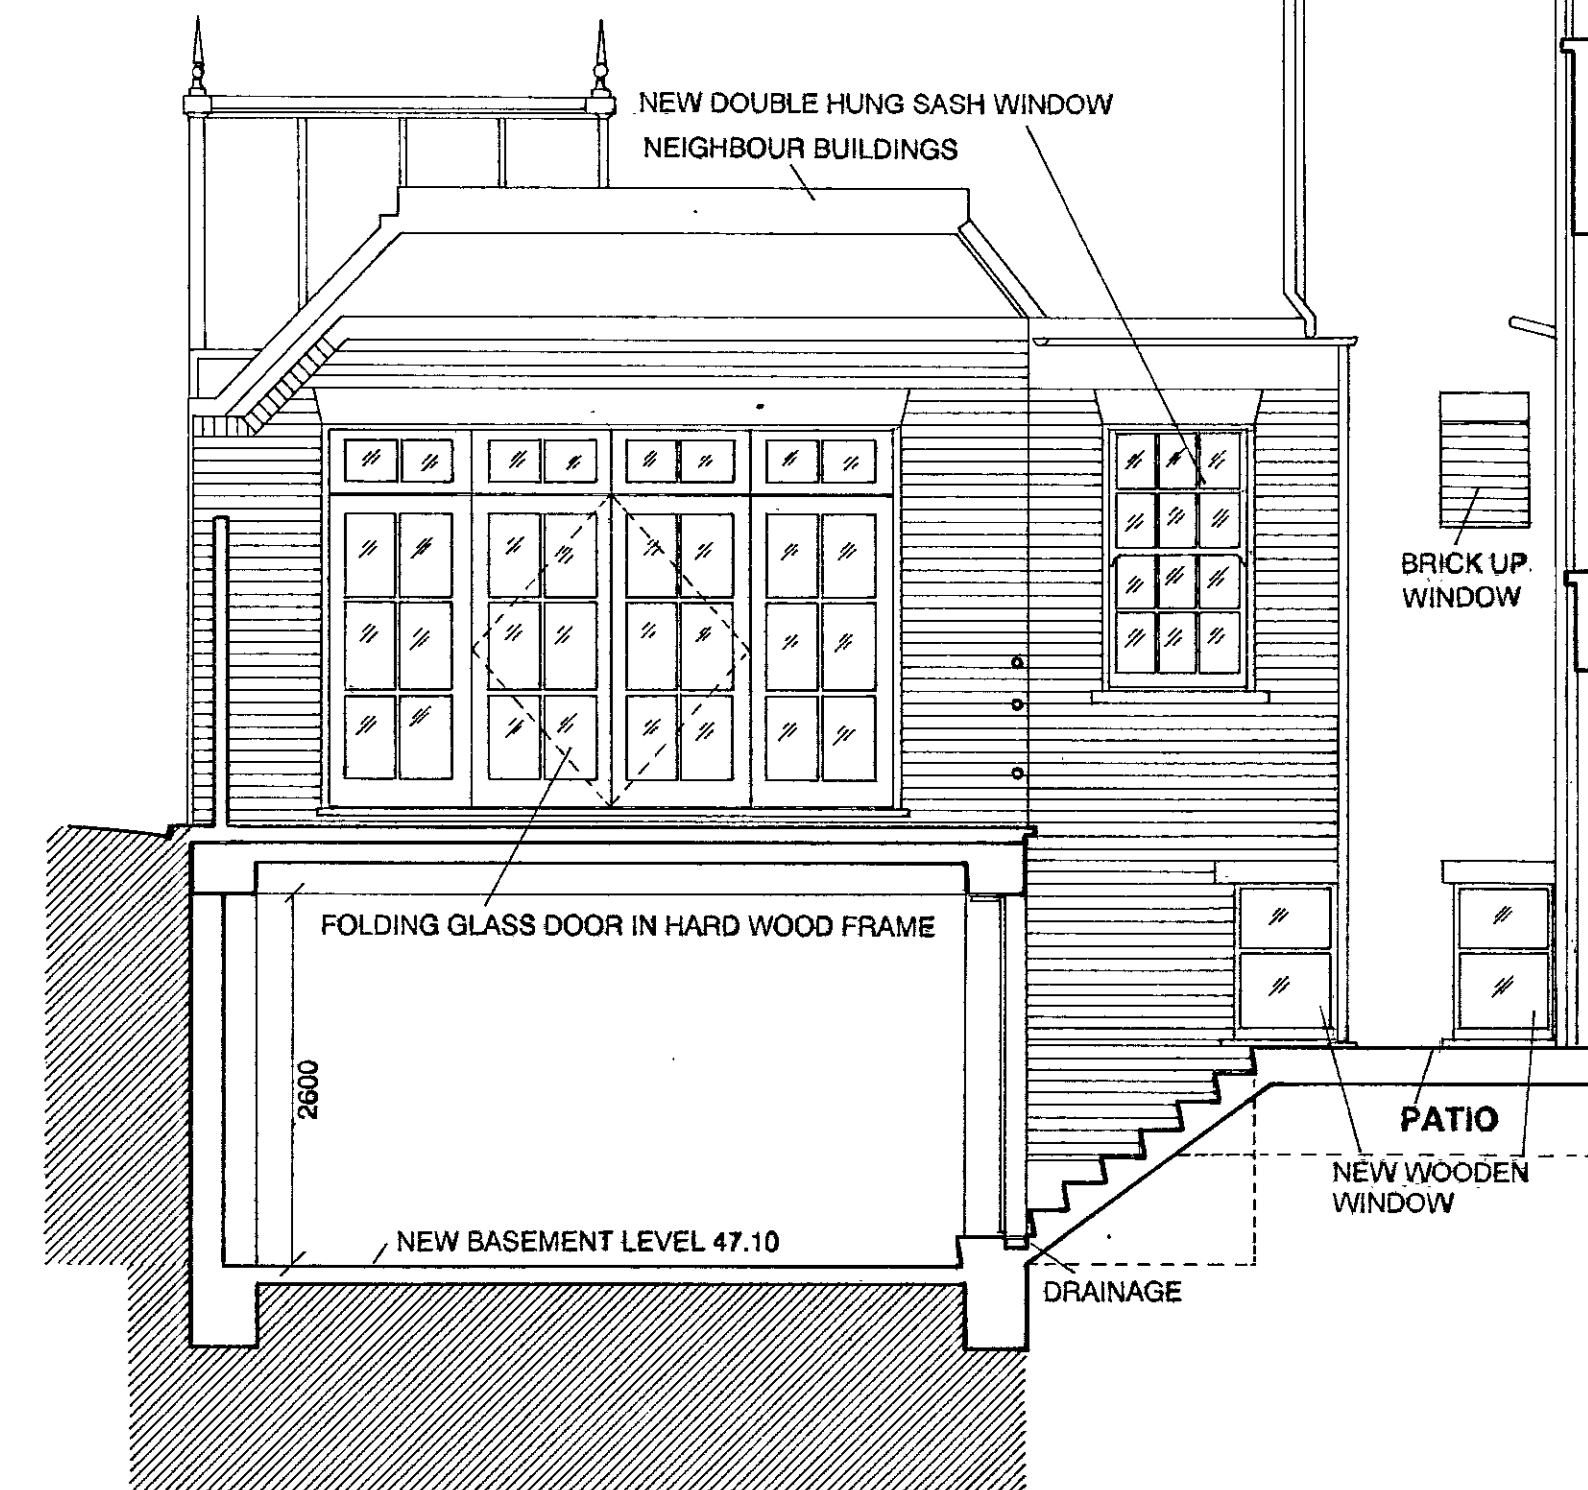 NEW DOUBLE HUNG SASH WINDOW
NEIGHBOUR BUILDINGS
BRICK UP
WINDOW
FOLDING GLASS DOOR IN HARD WOOD FRAME
2600
PATIO
NEW WOODEN
WINDOW
NEW BASEMENT LEVEL 47.10
DRAINAGE